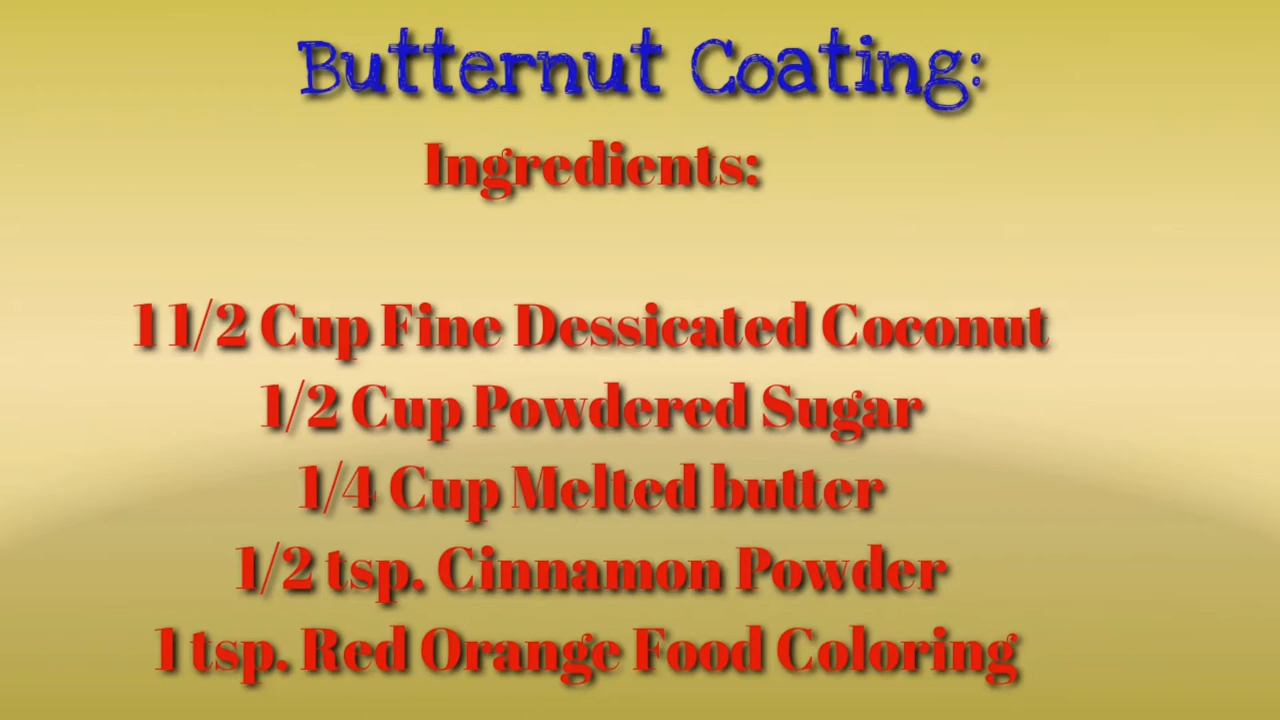 Butternut Coating:
Ingredients:
1 1/2 Cup Fine Dessicated Coconut
1/2 Cup Powdered Sugar
1/4 Cup Melted butter
1/2 tsp. Cinnamon Powder
1 tsp. Red Orange Food Coloring